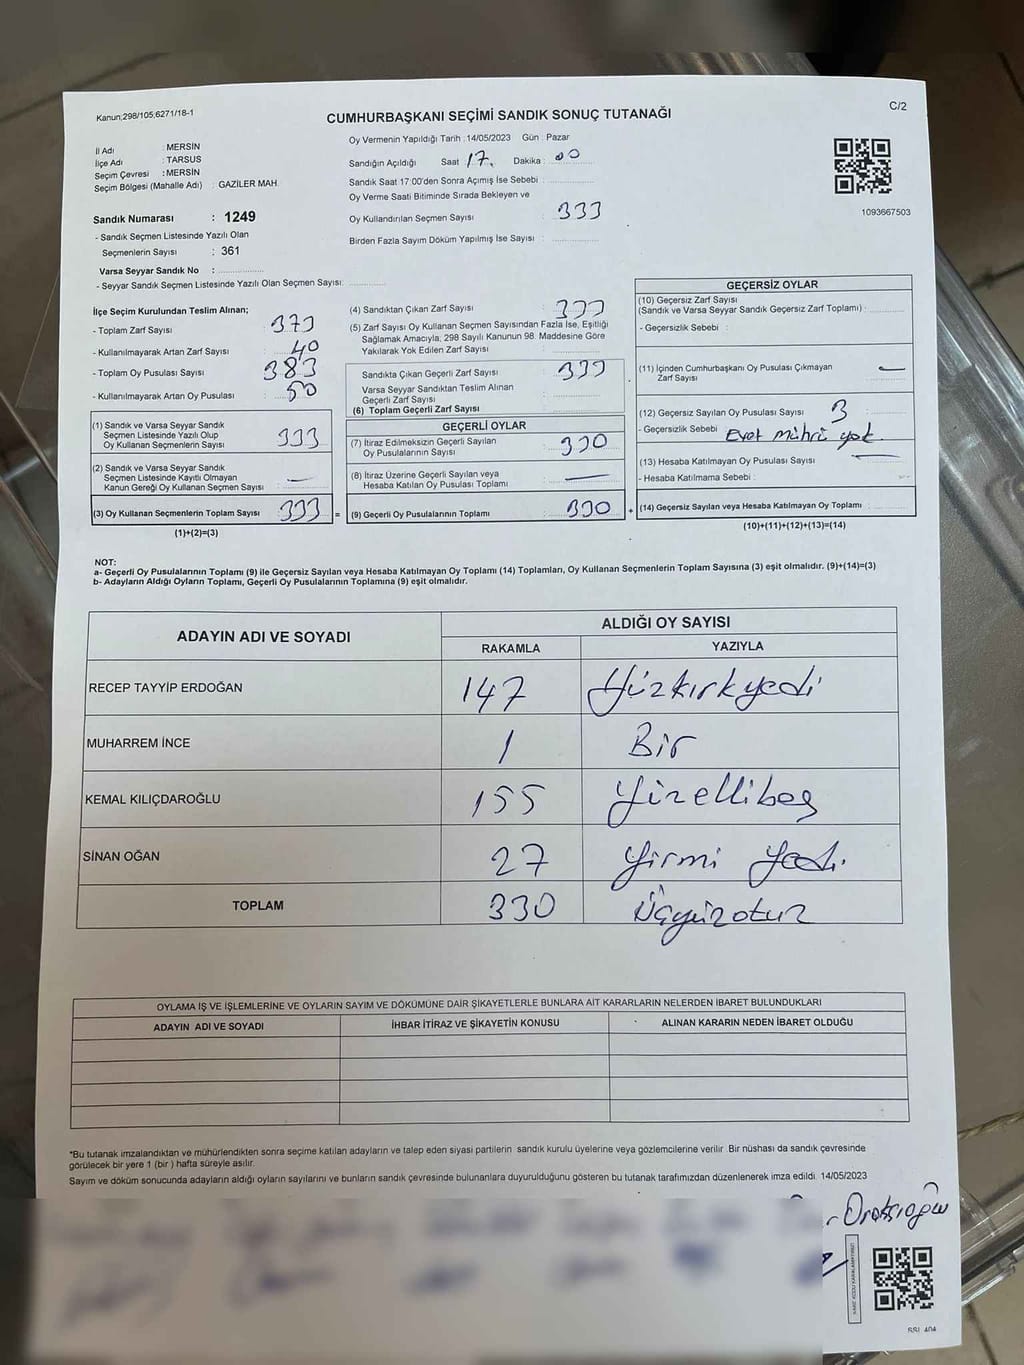 Kanun;298/105;6271/18-1
CUMHURBAŞKANI SEÇİMİ SANDIK SONUÇ TUTANAĞI
C/2
Oy Vermenin Yapıldığı Tarih : 14/05/2023 Gün : Pazar
İl Adı : MERSİN
İlçe Adı : TARSUS
Seçim Çevresi : MERSİN
Seçim Bölgesi (Mahalle Adı) : GAZİLER MAH.
Sandığın Açıldığı Saat 17. Dakika : 00
Sandık Saat 17:00'den Sonra Açımış İse Sebebi :
Oy Verme Saati Bitiminde Sırada Bekleyen ve
Oy Kullandırılan Seçmen Sayısı : 333
Birden Fazla Sayım Döküm Yapılmış İse Sayısı :
1093667503
Sandık Numarası : 1249
- Sandık Seçmen Listesinde Yazılı Olan
Seçmenlerin Sayısı : 361
Varsa Seyyar Sandık No :
- Seyyar Sandık Seçmen Listesinde Yazılı Olan Seçmen Sayısı:
İlçe Seçim Kurulundan Teslim Alınan;
- Toplam Zarf Sayısı : 373
- Kullanılmayarak Artan Zarf Sayısı : 40
- Toplam Oy Pusulası Sayısı : 383
- Kullanılmayarak Artan Oy Pusulası : 50
(1) Sandık ve Varsa Seyyar Sandık
Seçmen Listesinde Yazılı Olup
Oy Kullanan Seçmenlerin Sayısı : 333
(2) Sandık ve Varsa Seyyar Sandık
Seçmen Listesinde Kayıtlı Olmayan
Kanun Gereği Oy Kullanan Seçmen Sayısı : —
(3) Oy Kullanan Seçmenlerin Toplam Sayısı : 333 =
(1)+(2)=(3)
(4) Sandıktan Çıkan Zarf Sayısı : 333
(5) Zarf Sayısı Oy Kullanan Seçmen Sayısından Fazla İse, Eşitliği
Sağlamak Amacıyla, 298 Sayılı Kanunun 98. Maddesine Göre
Yakılarak Yok Edilen Zarf Sayısı :
Sandıkta Çıkan Geçerli Zarf Sayısı : 333
Varsa Seyyar Sandıktan Teslim Alınan
Geçerli Zarf Sayısı :
(6) Toplam Geçerli Zarf Sayısı :
GEÇERLİ OYLAR
(7) İtiraz Edilmeksizin Geçerli Sayılan
Oy Pusulalarının Sayısı : 330
(8) İtiraz Üzerine Geçerli Sayılan veya
Hesaba Katılan Oy Pusulası Toplamı : —
(9) Geçerli Oy Pusulalarının Toplamı : 330 +
GEÇERSİZ OYLAR
(10) Geçersiz Zarf Sayısı
(Sandık ve Varsa Seyyar Sandık Geçersiz Zarf Toplamı) :
- Geçersizlik Sebebi :
(11) İçinden Cumhurbaşkanı Oy Pusulası Çıkmayan
Zarf Sayısı : —
(12) Geçersiz Sayılan Oy Pusulası Sayısı : 3
- Geçersizlik Sebebi : Evet mührü yok
(13) Hesaba Katılmayan Oy Pusulası Sayısı : —
- Hesaba Katılmama Sebebi :
(14) Geçersiz Sayılan veya Hesaba Katılmayan Oy Toplamı :
(10)+(11)+(12)+(13)=(14)
NOT:
a- Geçerli Oy Pusulalarının Toplamı (9) ile Geçersiz Sayılan veya Hesaba Katılmayan Oy Toplamı (14) Toplamları, Oy Kullanan Seçmenlerin Toplam Sayısına (3) eşit olmalıdır. (9)+(14)=(3)
b- Adayların Aldığı Oyların Toplamı, Geçerli Oy Pusulalarının Toplamına (9) eşit olmalıdır.
ADAYIN ADI VE SOYADI ALDIĞI OY SAYISI
RAKAMLA YAZIYLA
RECEP TAYYİP ERDOĞAN 147 Yüzkırkyedi
MUHARREM İNCE 1 Bir
KEMAL KILIÇDAROĞLU 155 Yüzellibeş
SİNAN OĞAN 27 Yirmi Yedi.
TOPLAM 330 Üçyüzotuz
OYLAMA İŞ VE İŞLEMLERİNE VE OYLARIN SAYIM VE DÖKÜMÜNE DAİR ŞİKAYETLERLE BUNLARA AİT KARARLARIN NELERDEN İBARET BULUNDUKLARI
ADAYIN ADI VE SOYADI İHBAR İTİRAZ VE ŞİKAYETİN KONUSU ALINAN KARARIN NEDEN İBARET OLDUĞU
*Bu tutanak imzalandıktan ve mühürlendikten sonra seçime katılan adayların ve talep eden siyasi partilerin sandık kurulu üyelerine veya gözlemcilerine verilir. Bir nüshası da sandık çevresinde
görülecek bir yere 1 (bir ) hafta süreyle asılır.
Sayım ve döküm sonucunda adayların aldığı oyların sayılarını ve bunların sandık çevresinde bulunanlara duyurulduğunu gösteren bu tutanak tarafımızdan düzenlenerek imza edildi. 14/05/2023